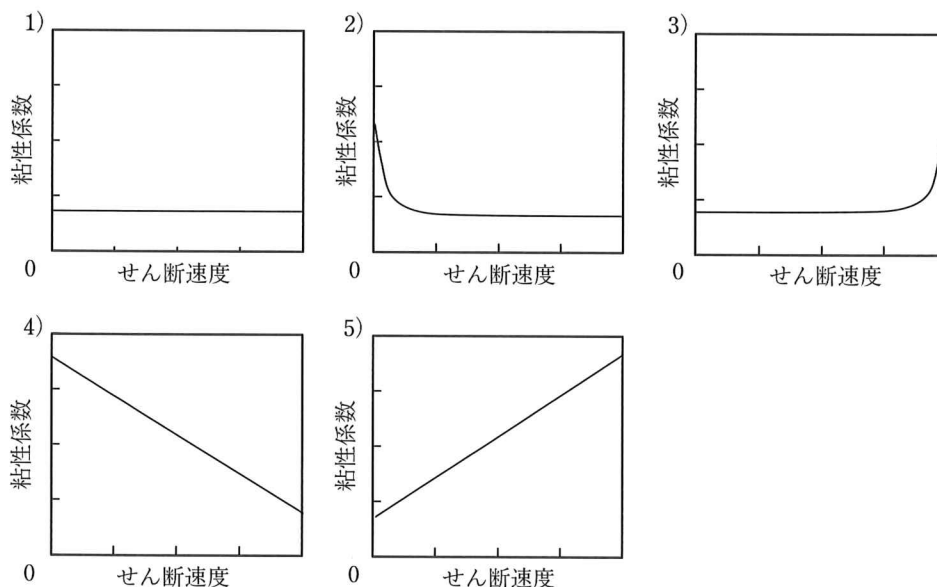 1)
粘性係数
0
せん断速度
2)
粘性係数
0
せん断速度
3)
粘性係数
0
せん断速度
4)
粘性係数
0
せん断速度
5)
粘性係数
0
せん断速度